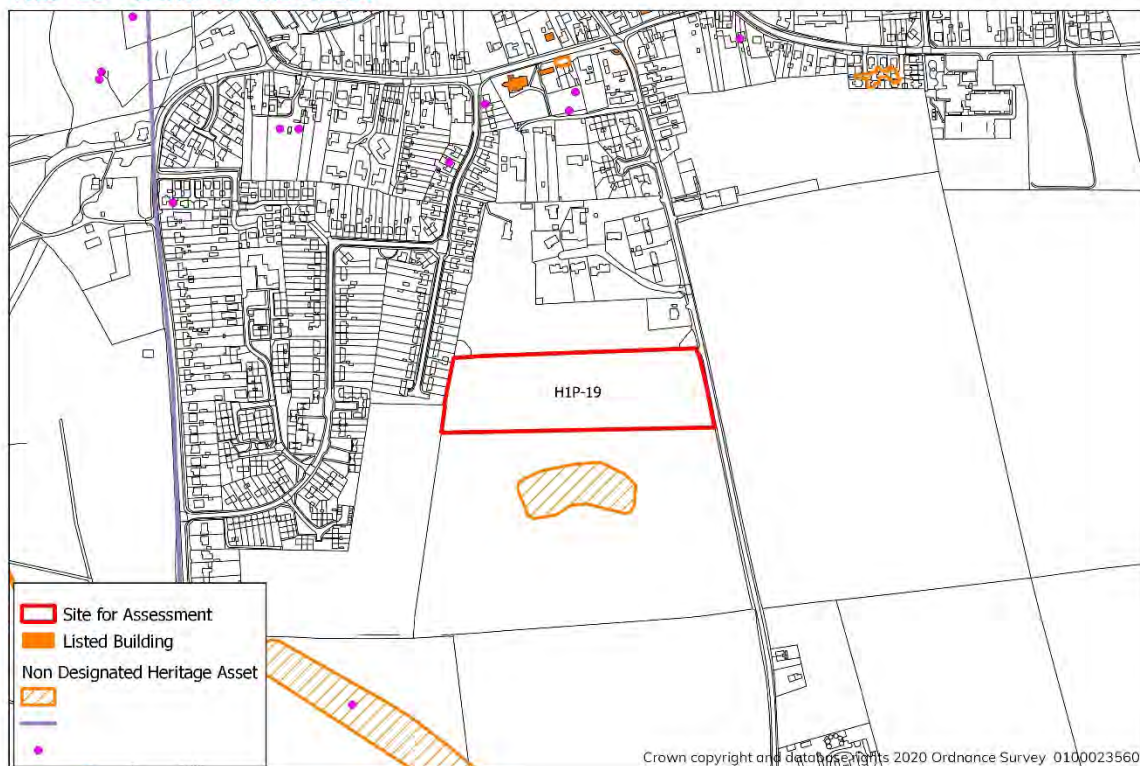 H1P-19
Site for Assessment
Listed Building
Non Designated Heritage Asset
Crown copyright and database rights 2020 Ordnance Survey 0100023560